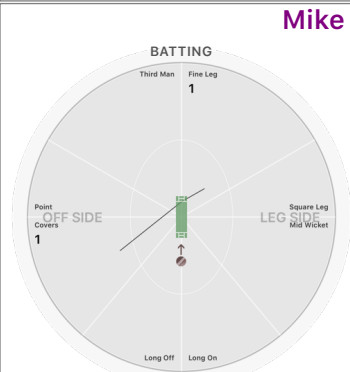 Mike
BATTING
Third Man
Fine Leg
1
Point
Square Leg
OFF SIDE
LEG SIDE
Covers
Mid Wicket
1
Long Off
Long On